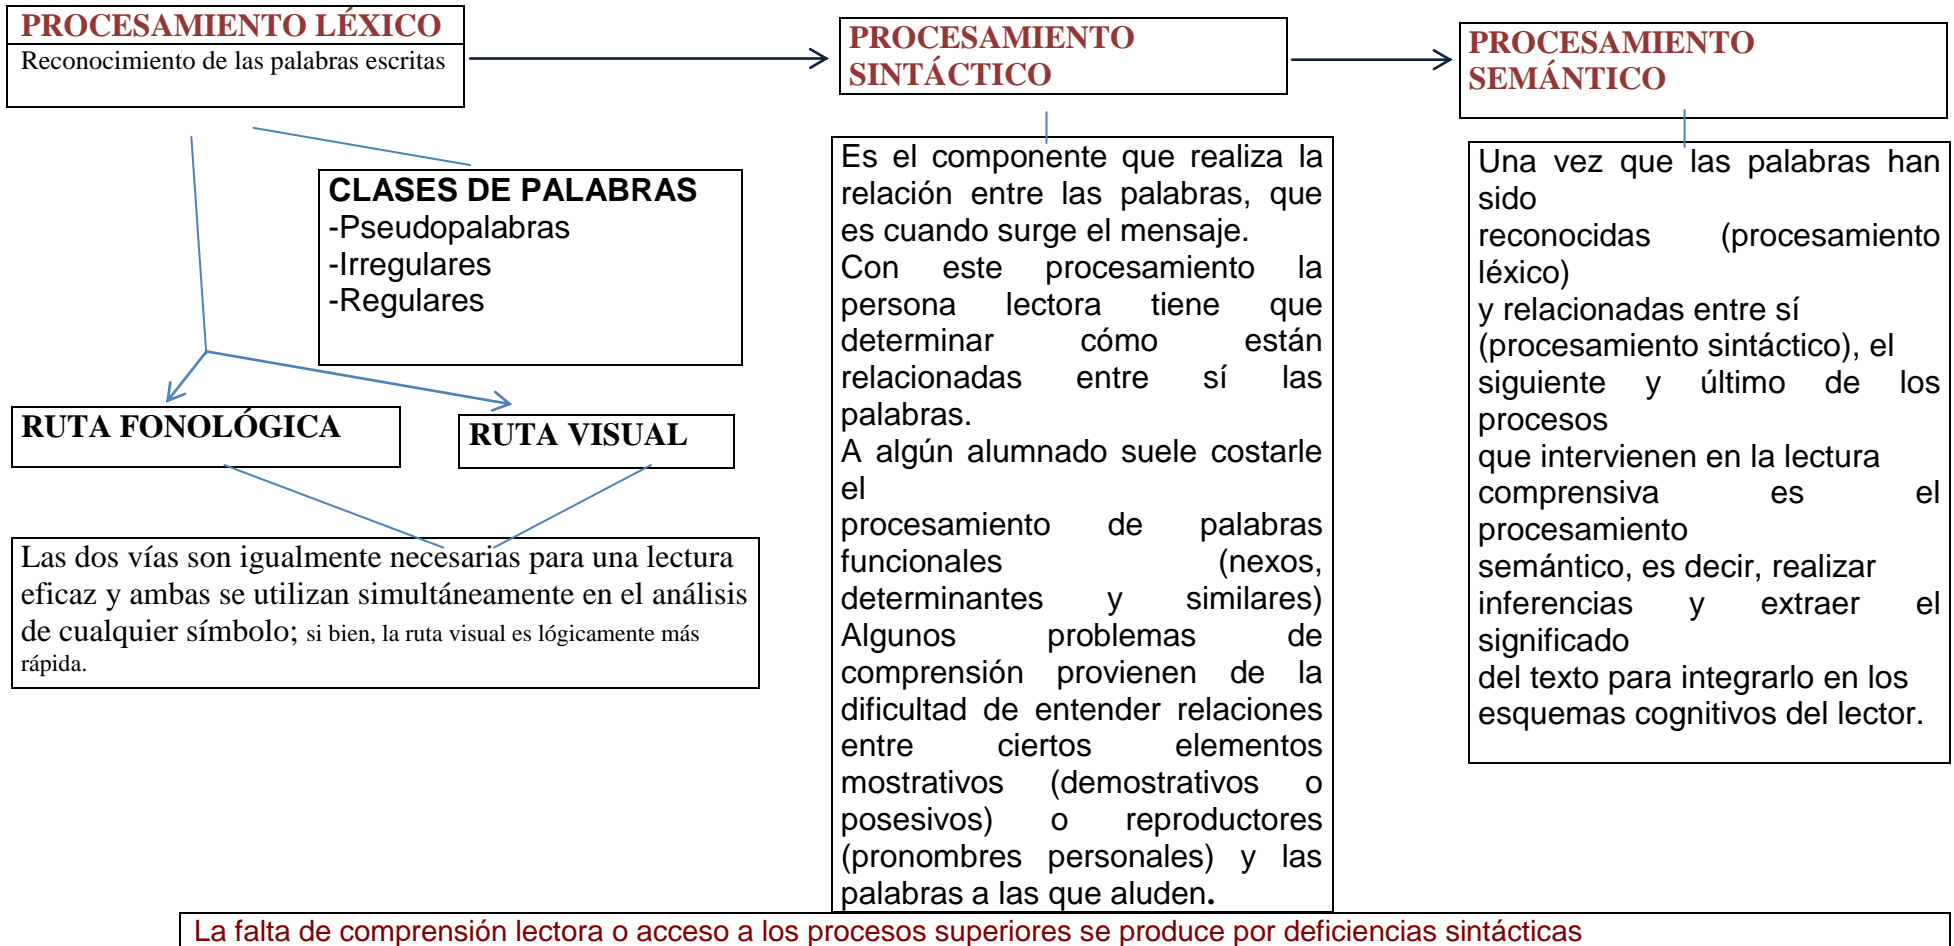 PROCESAMIENTO LÉXICO
Reconocimiento de las palabras escritas
CLASES DE PALABRAS
-Pseudopalabras
-Irregulares
-Regulares
RUTA FONOLÓGICA
RUTA VISUAL
Las dos vías son igualmente necesarias para una lectura
eficaz y ambas se utilizan simultáneamente en el análisis
de cualquier símbolo; si bien, la ruta visual es lógicamente más
rápida.
PROCESAMIENTO
SINTÁCTICO
Es el componente que realiza la
relación entre las palabras, que
es cuando surge el mensaje.
Con este procesamiento la
persona lectora tiene que
determinar cómo están
relacionadas entre sí las
palabras.
A algún alumnado suele costarle
el
procesamiento de palabras
funcionales (nexos,
determinantes y similares)
Algunos problemas de
comprensión provienen de la
dificultad de entender relaciones
entre ciertos elementos
mostrativos (demostrativos o
posesivos) o reproductores
(pronombres personales) y las
palabras a las que aluden.
PROCESAMIENTO
SEMÁNTICO
Una vez que las palabras han
sido
reconocidas (procesamiento
léxico)
y relacionadas entre sí
(procesamiento sintáctico), el
siguiente y último de los
procesos
que intervienen en la lectura
comprensiva es el
procesamiento
semántico, es decir, realizar
inferencias y extraer el
significado
del texto para integrarlo en los
esquemas cognitivos del lector.
La falta de comprensión lectora o acceso a los procesos superiores se produce por deficiencias sintácticas